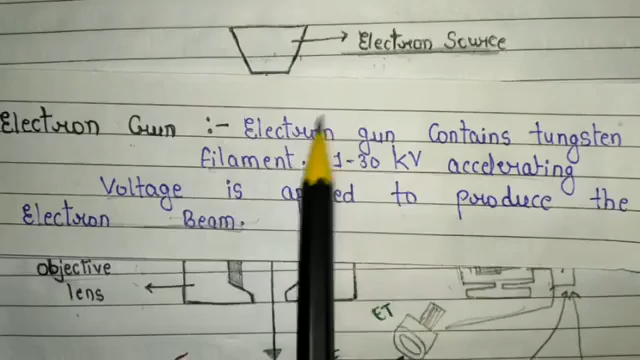 Electron Source
Electron Gun :- Electron gun contains tungsten
filament. 1-30 kV accelerating
Voltage is to produce the
Electron Beam.
objective
lens
ET